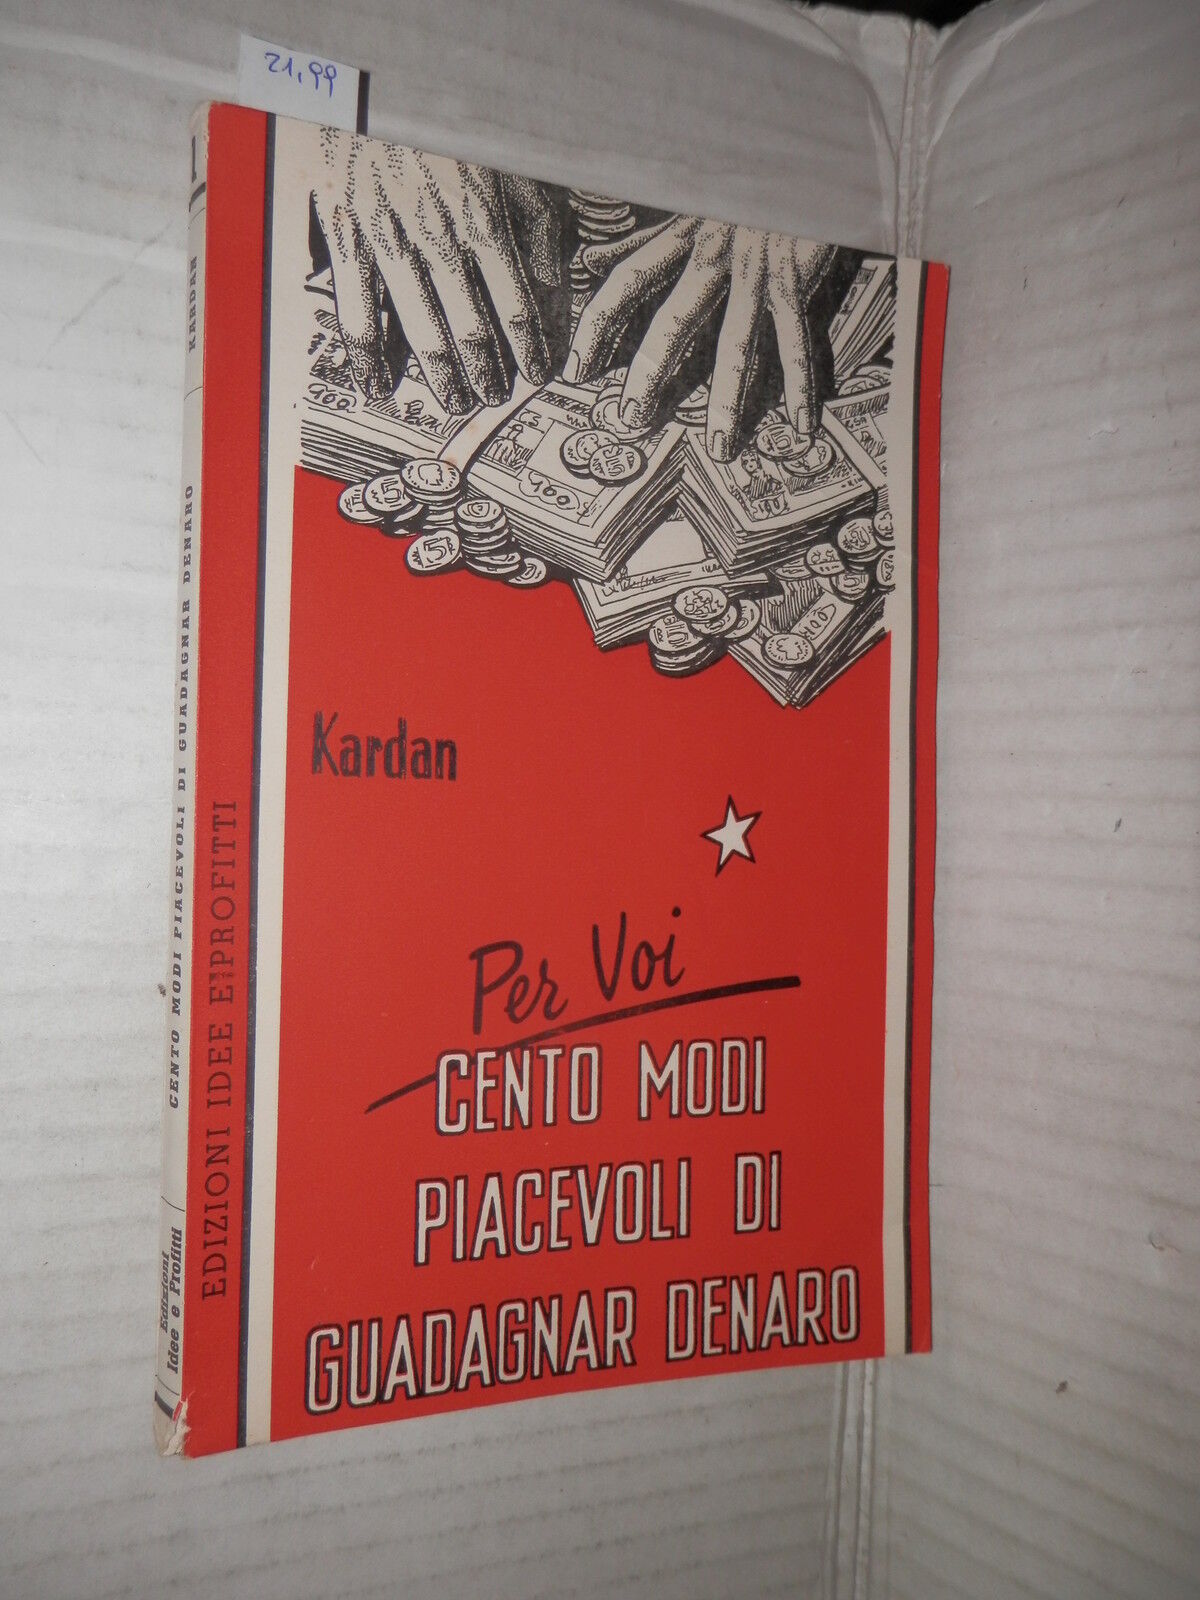 21,99
KARDAN
CENTO MODI PIACEVOLI DI GUADAGNAR DENARO
Edizioni
Idee e Profitti
EDIZIONI IDEE E PROFITTI
Kardan
Per Voi
CENTO MODI
PIACEVOLI DI
GUADAGNAR DENARO